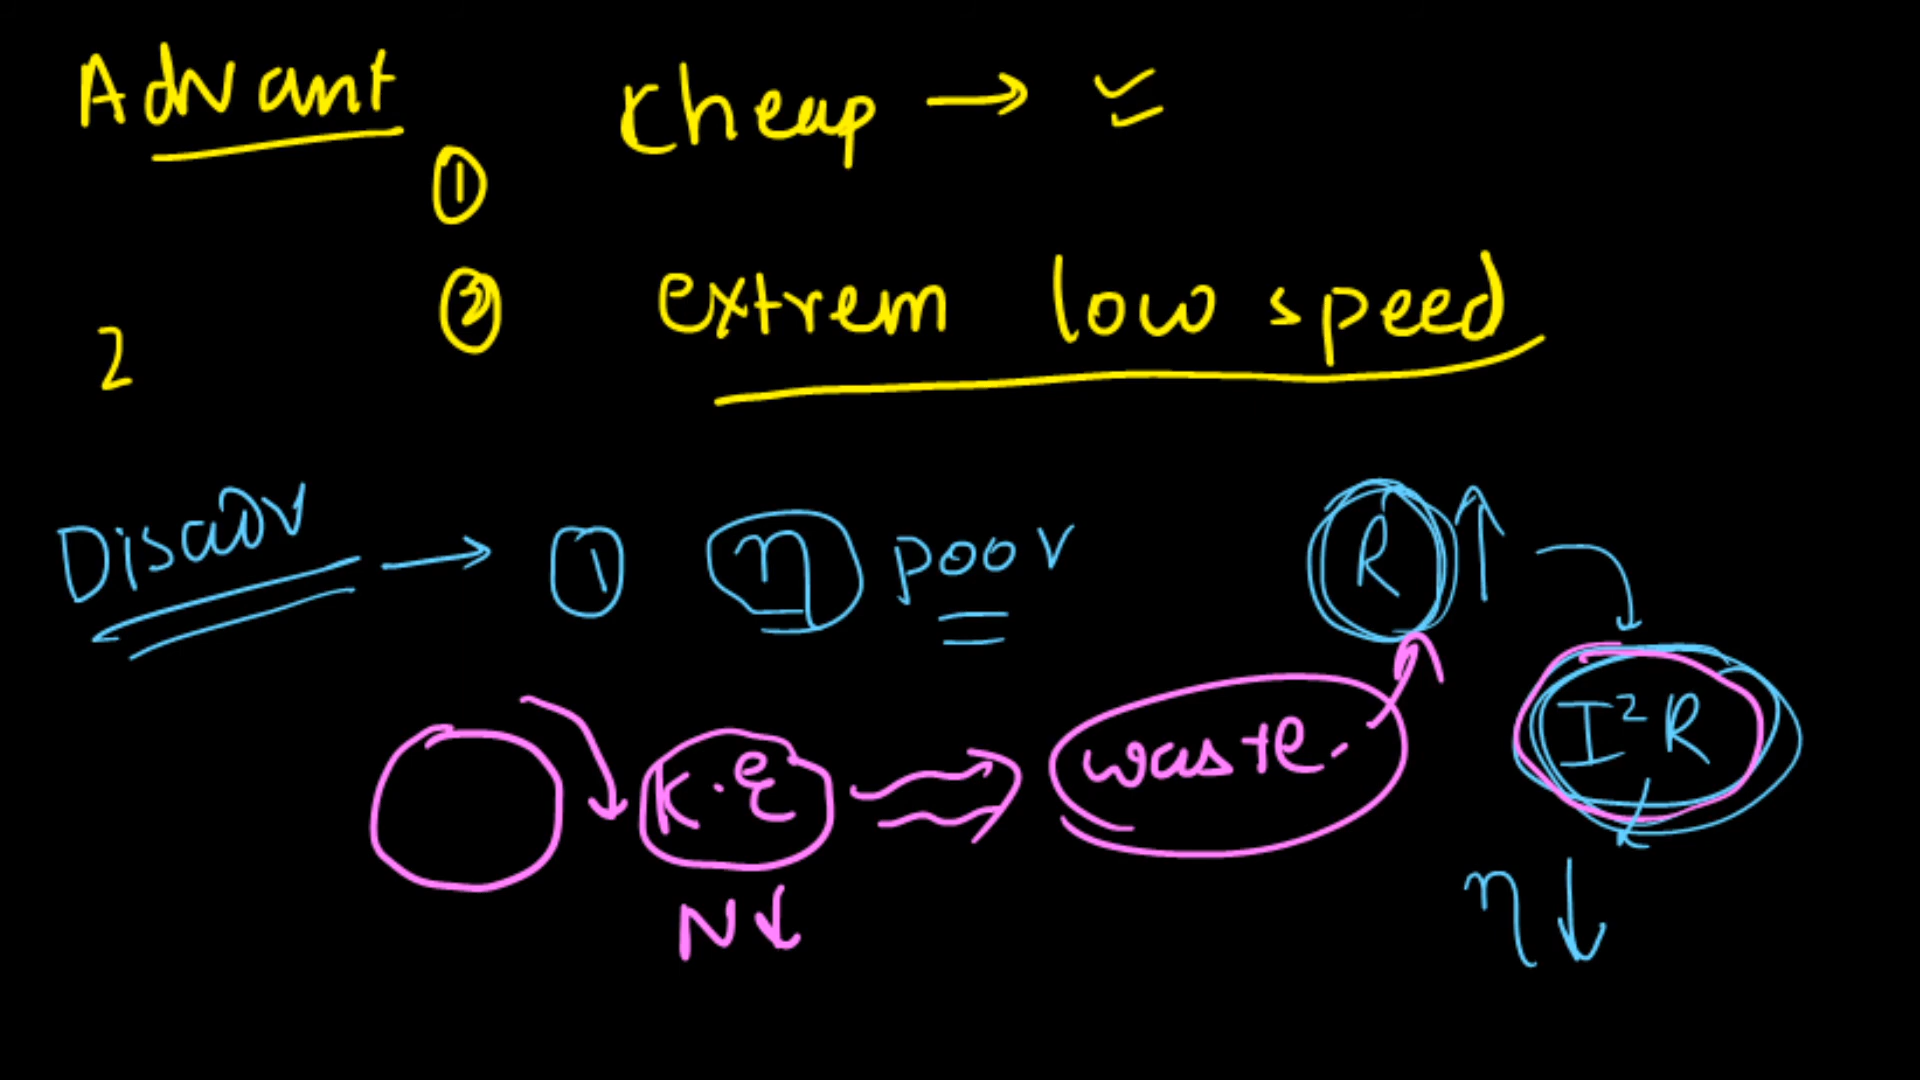 Advant
① cheap →
2 ② extrem low speed
Disadv → ① η poor R ↑
I²R
K.E waste.
N↓ η↓